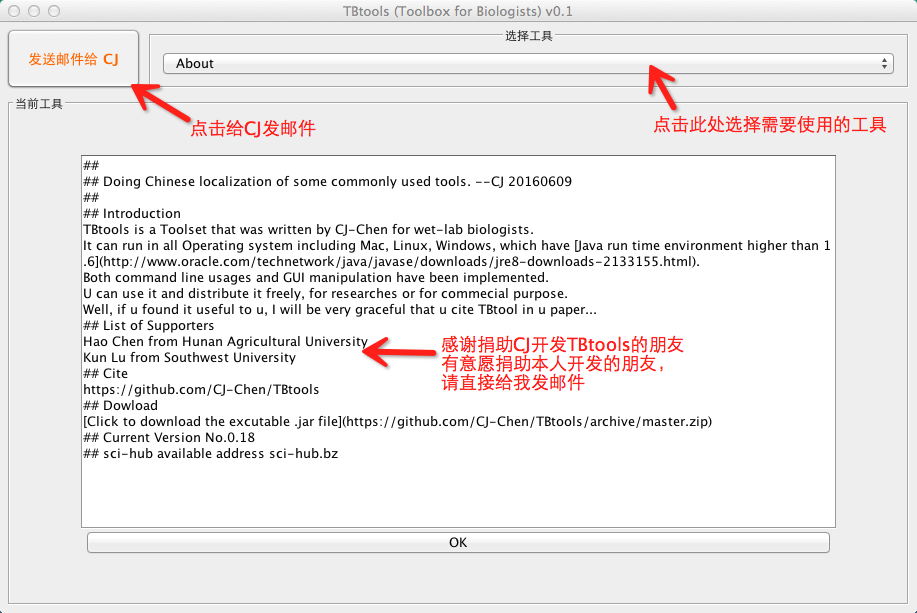 TBtools (Toolbox for Biologists) v0.1
发送邮件给 CJ
选择工具
About
当前工具
点击给CJ发邮件
点击此处选择需要使用的工具
##
## Doing Chinese localization of some commonly used tools. --CJ 20160609
##
## Introduction
TBtools is a Toolset that was written by CJ-Chen for wet-lab biologists.
It can run in all Operating system including Mac, Linux, Windows, which have [Java run time environment higher than 1
.6](http://www.oracle.com/technetwork/java/javase/downloads/jre8-downloads-2133155.html).
Both command line usages and GUI manipulation have been implemented.
U can use it and distribute it freely, for researches or for commecial purpose.
Well, if u found it useful to u, I will be very graceful that u cite TBtool in u paper...
## List of Supporters
Hao Chen from Hunan Agricultural University
Kun Lu from Southwest University
感谢捐助CJ开发TBtools的朋友
有意愿捐助本人开发的朋友，
请直接给我发邮件
## Cite
https://github.com/CJ-Chen/TBtools
## Dowload
[Click to download the excutable .jar file](https://github.com/CJ-Chen/TBtools/archive/master.zip)
## Current Version No.0.18
## sci-hub available address sci-hub.bz
OK